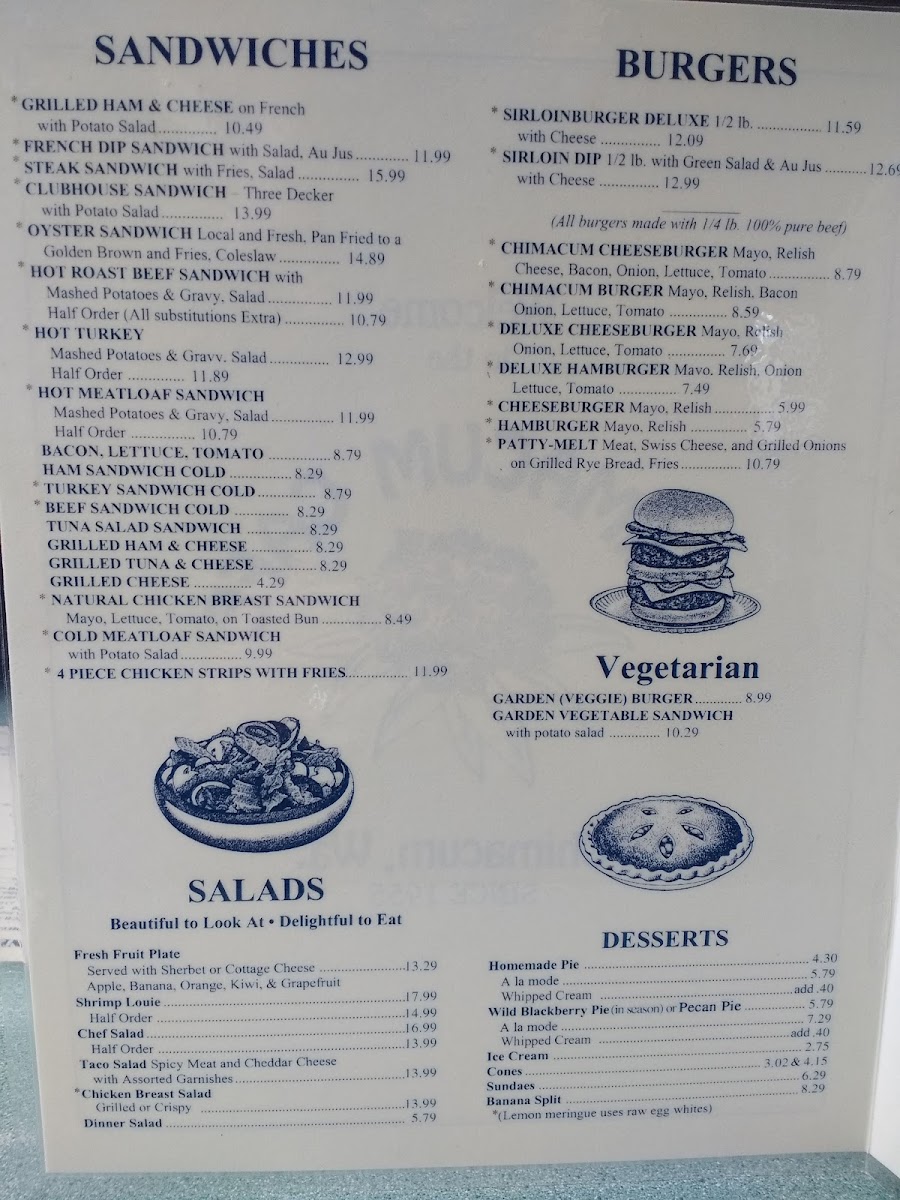 SANDWICHES
* GRILLED HAM & CHEESE on French
with Potato Salad.............. 10.49
* FRENCH DIP SANDWICH with Salad, Au Jus............ 11.99
* STEAK SANDWICH with Fries, Salad............... 15.99
* CLUBHOUSE SANDWICH – Three Decker
with Potato Salad............... 13.99
* OYSTER SANDWICH Local and Fresh, Pan Fried to a
Golden Brown and Fries, Coleslaw............... 14.89
* HOT ROAST BEEF SANDWICH with
Mashed Potatoes & Gravy, Salad................ 11.99
Half Order (All substitutions Extra).............. 10.79
* HOT TURKEY
Mashed Potatoes & Gravy, Salad............... 12.99
Half Order ............... 11.89
* HOT MEATLOAF SANDWICH
Mashed Potatoes & Gravy, Salad............... 11.99
Half Order ............... 10.79
BACON, LETTUCE, TOMATO ...............8.79
HAM SANDWICH COLD ..............8.29
* TURKEY SANDWICH COLD.............. 8.79
* BEEF SANDWICH COLD ............. 8.29
TUNA SALAD SANDWICH ............... 8.29
GRILLED HAM & CHEESE ...............8.29
GRILLED TUNA & CHEESE ..............8.29
GRILLED CHEESE .............. 4.29
* NATURAL CHICKEN BREAST SANDWICH
Mayo, Lettuce, Tomato, on Toasted Bun ...............8.49
* COLD MEATLOAF SANDWICH
with Potato Salad...............9.99
* 4 PIECE CHICKEN STRIPS WITH FRIES................ 11.99
SALADS
Beautiful to Look At • Delightful to Eat
Fresh Fruit Plate
Served with Sherbet or Cottage Cheese ....................13.29
Apple, Banana, Orange, Kiwi, & Grapefruit
Shrimp Louie ....................17.99
Half Order ....................14.99
Chef Salad ....................16.99
Half Order ....................13.99
Taco Salad Spicy Meat and Cheddar Cheese
with Assorted Garnishes ....................13.99
*Chicken Breast Salad
Grilled or Crispy ....................13.99
Dinner Salad .................... 5.79
BURGERS
* SIRLOINBURGER DELUXE 1/2 lb. ................ 11.59
with Cheese ............... 12.09
* SIRLOIN DIP 1/2 lb. with Green Salad & Au Jus ..........12.69
with Cheese ............... 12.99
(All burgers made with 1/4 lb. 100% pure beef)
* CHIMACUM CHEESEBURGER Mayo, Relish
Cheese, Bacon, Onion, Lettuce, Tomato............... 8.79
* CHIMACUM BURGER Mayo, Relish, Bacon
Onion, Lettuce, Tomato .............. 8.59
* DELUXE CHEESEBURGER Mayo, Relish
Onion, Lettuce, Tomato .............. 7.69
* DELUXE HAMBURGER Mayo, Relish, Onion
Lettuce, Tomato .............. 7.49
* CHEESEBURGER Mayo, Relish............... 5.99
* HAMBURGER Mayo, Relish .............. 5.79
* PATTY-MELT Meat, Swiss Cheese, and Grilled Onions
on Grilled Rye Bread, Fries............... 10.79
Vegetarian
GARDEN (VEGGIE) BURGER............ 8.99
GARDEN VEGETABLE SANDWICH
with potato salad ............. 10.29
DESSERTS
Homemade Pie .................... 4.30
A la mode .................... 5.79
Whipped Cream ....................add .40
Wild Blackberry Pie (in season) or Pecan Pie .................... 5.79
A la mode .................... 7.29
Whipped Cream ....................add .40
Ice Cream .................... 2.75
Cones .................... 3.02 & 4.15
Sundaes .................... 6.29
Banana Split .................... 8.29
*(Lemon meringue uses raw egg whites)